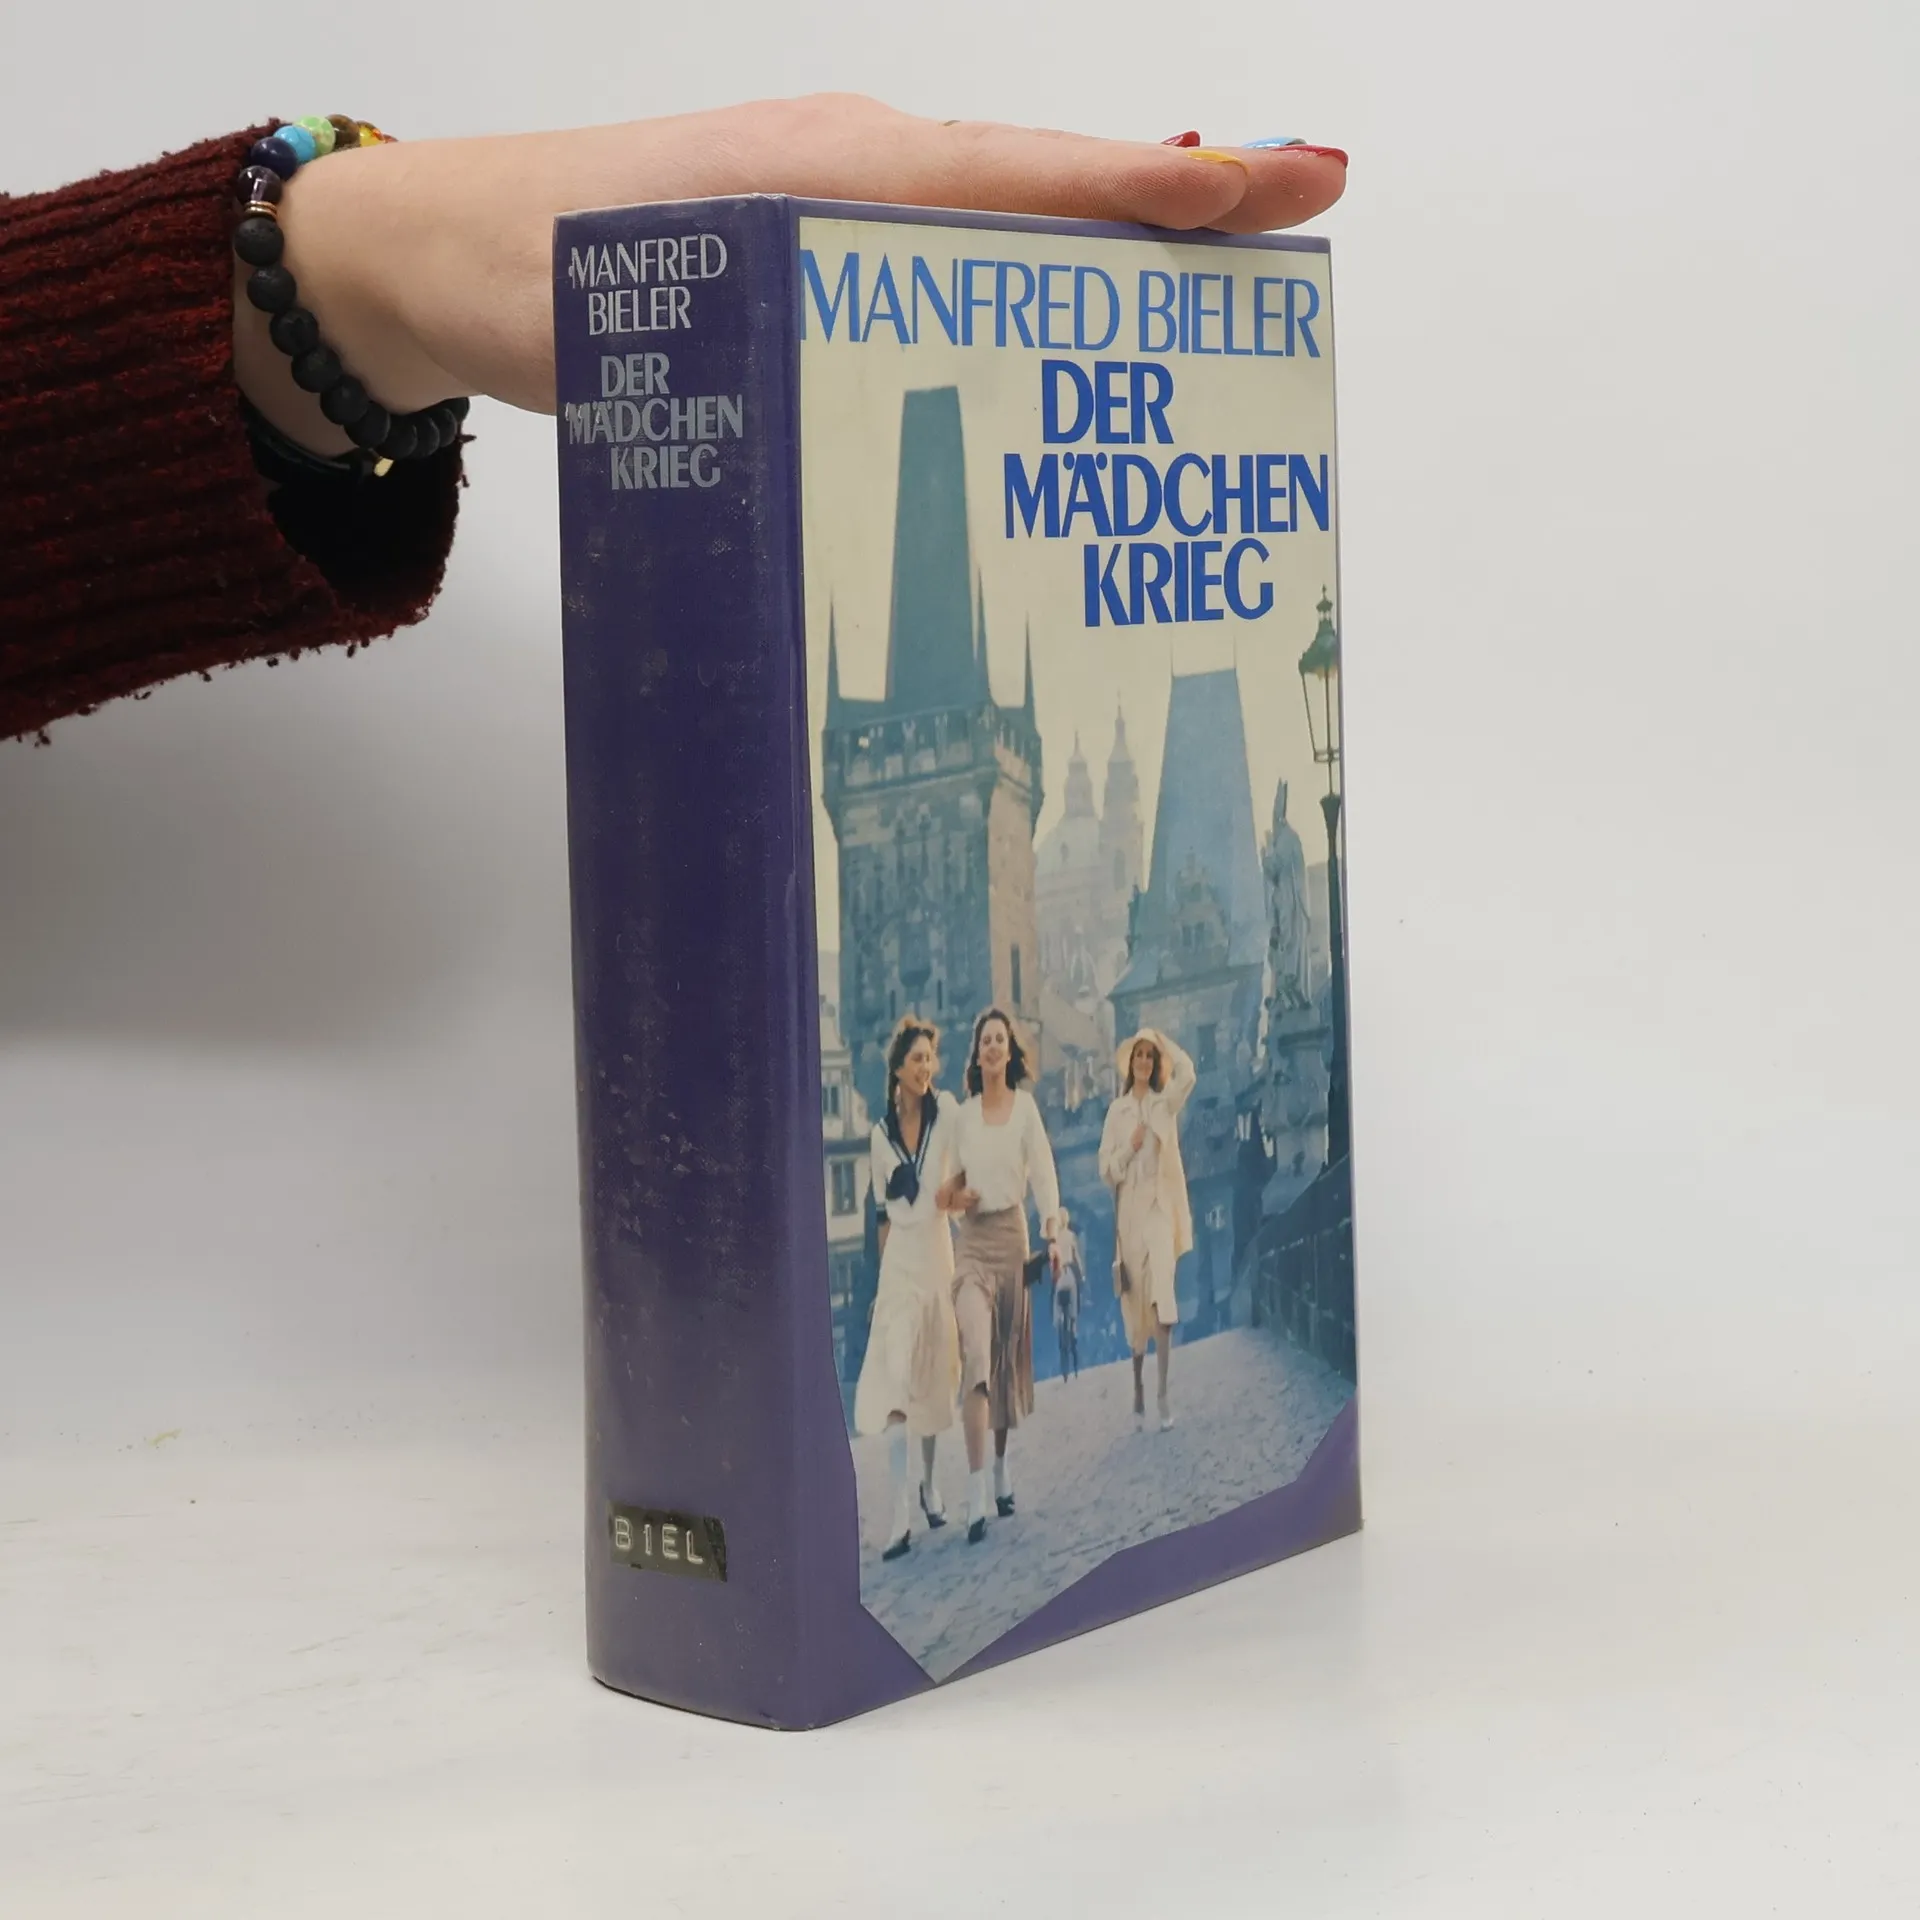 MANFRED
BIELER
DER
MÄDCHEN
KRIEG
BIEL
MANFRED BIELER
DER
MÄDCHEN
KRIEG